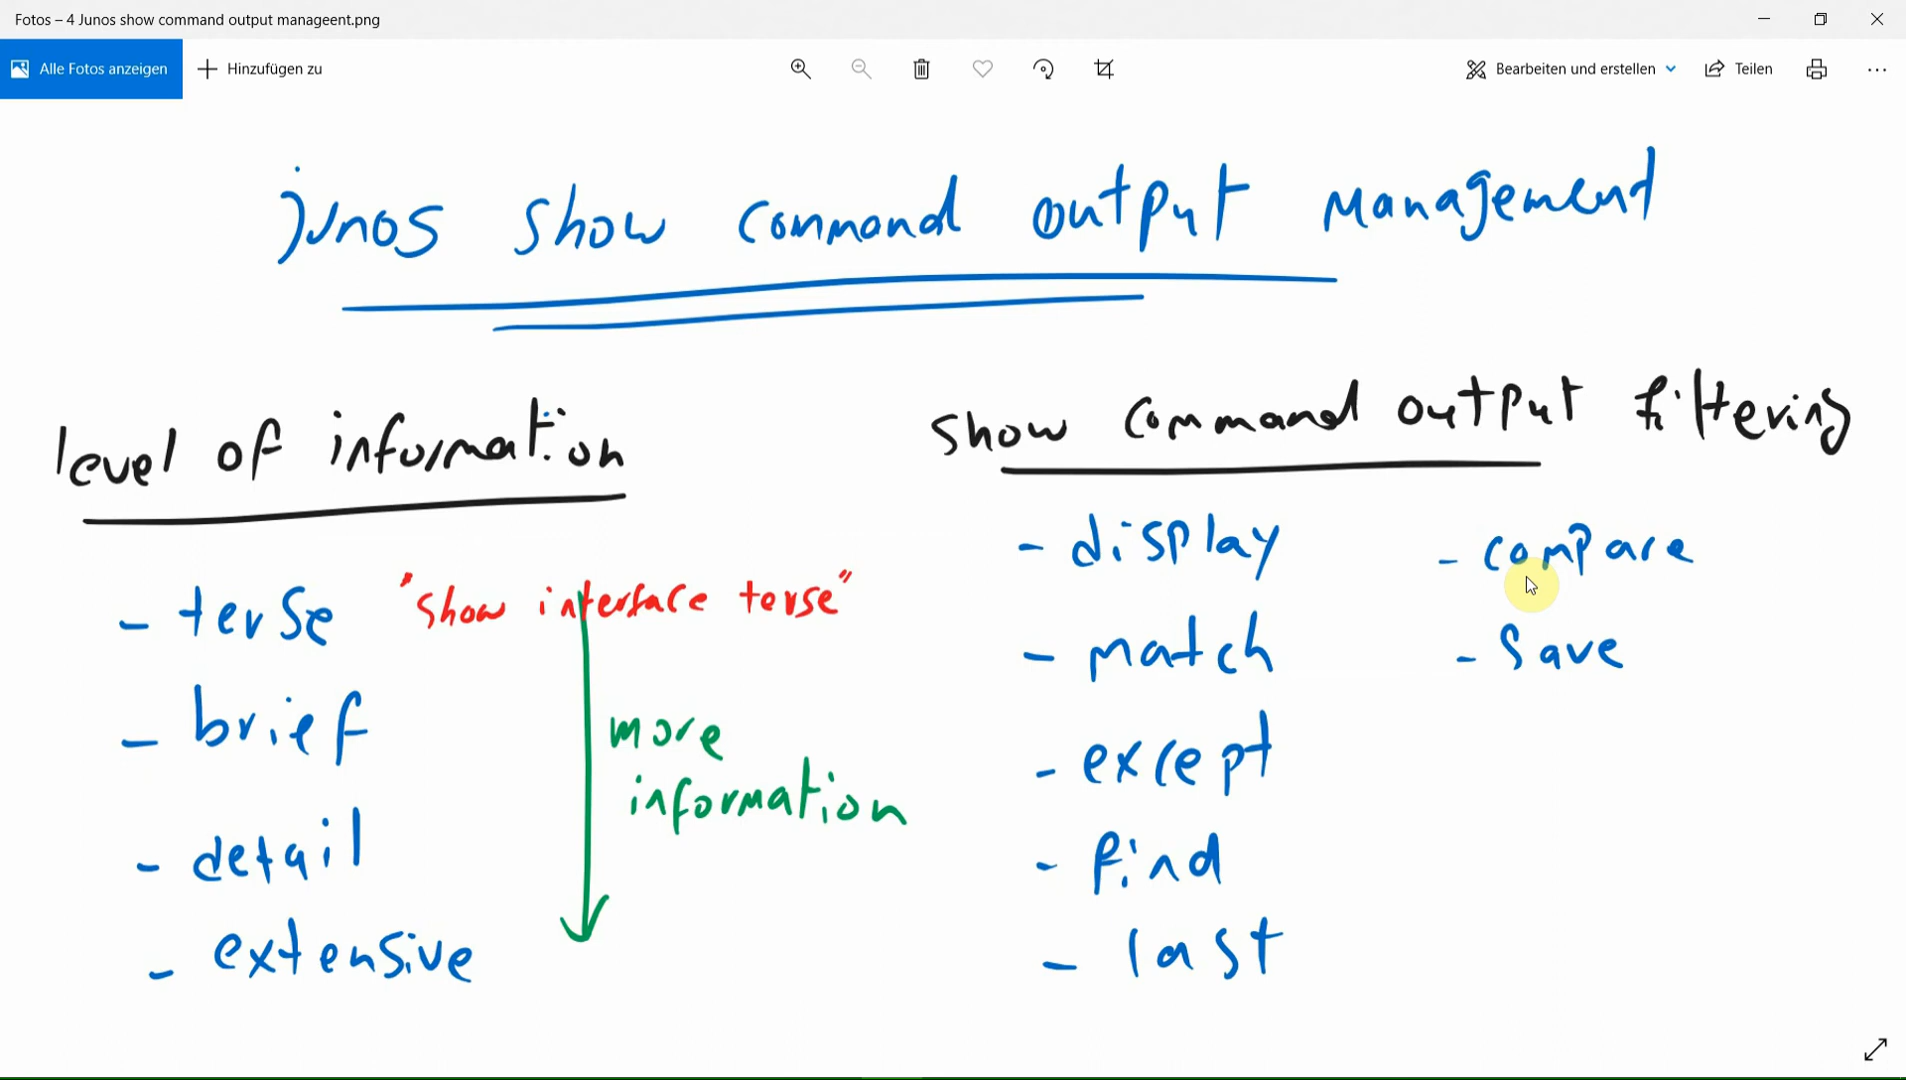 Fotos – 4 Junos show command output manageent.png
Alle Fotos anzeigen
Hinzufügen zu
Bearbeiten und erstellen
Teilen
junos show command output management
level of information
- terse "show interface terse"
- brief
more
information
- detail
- extensive
show command output filtering
- display
- match
- except
- find
- last
- compare
- save